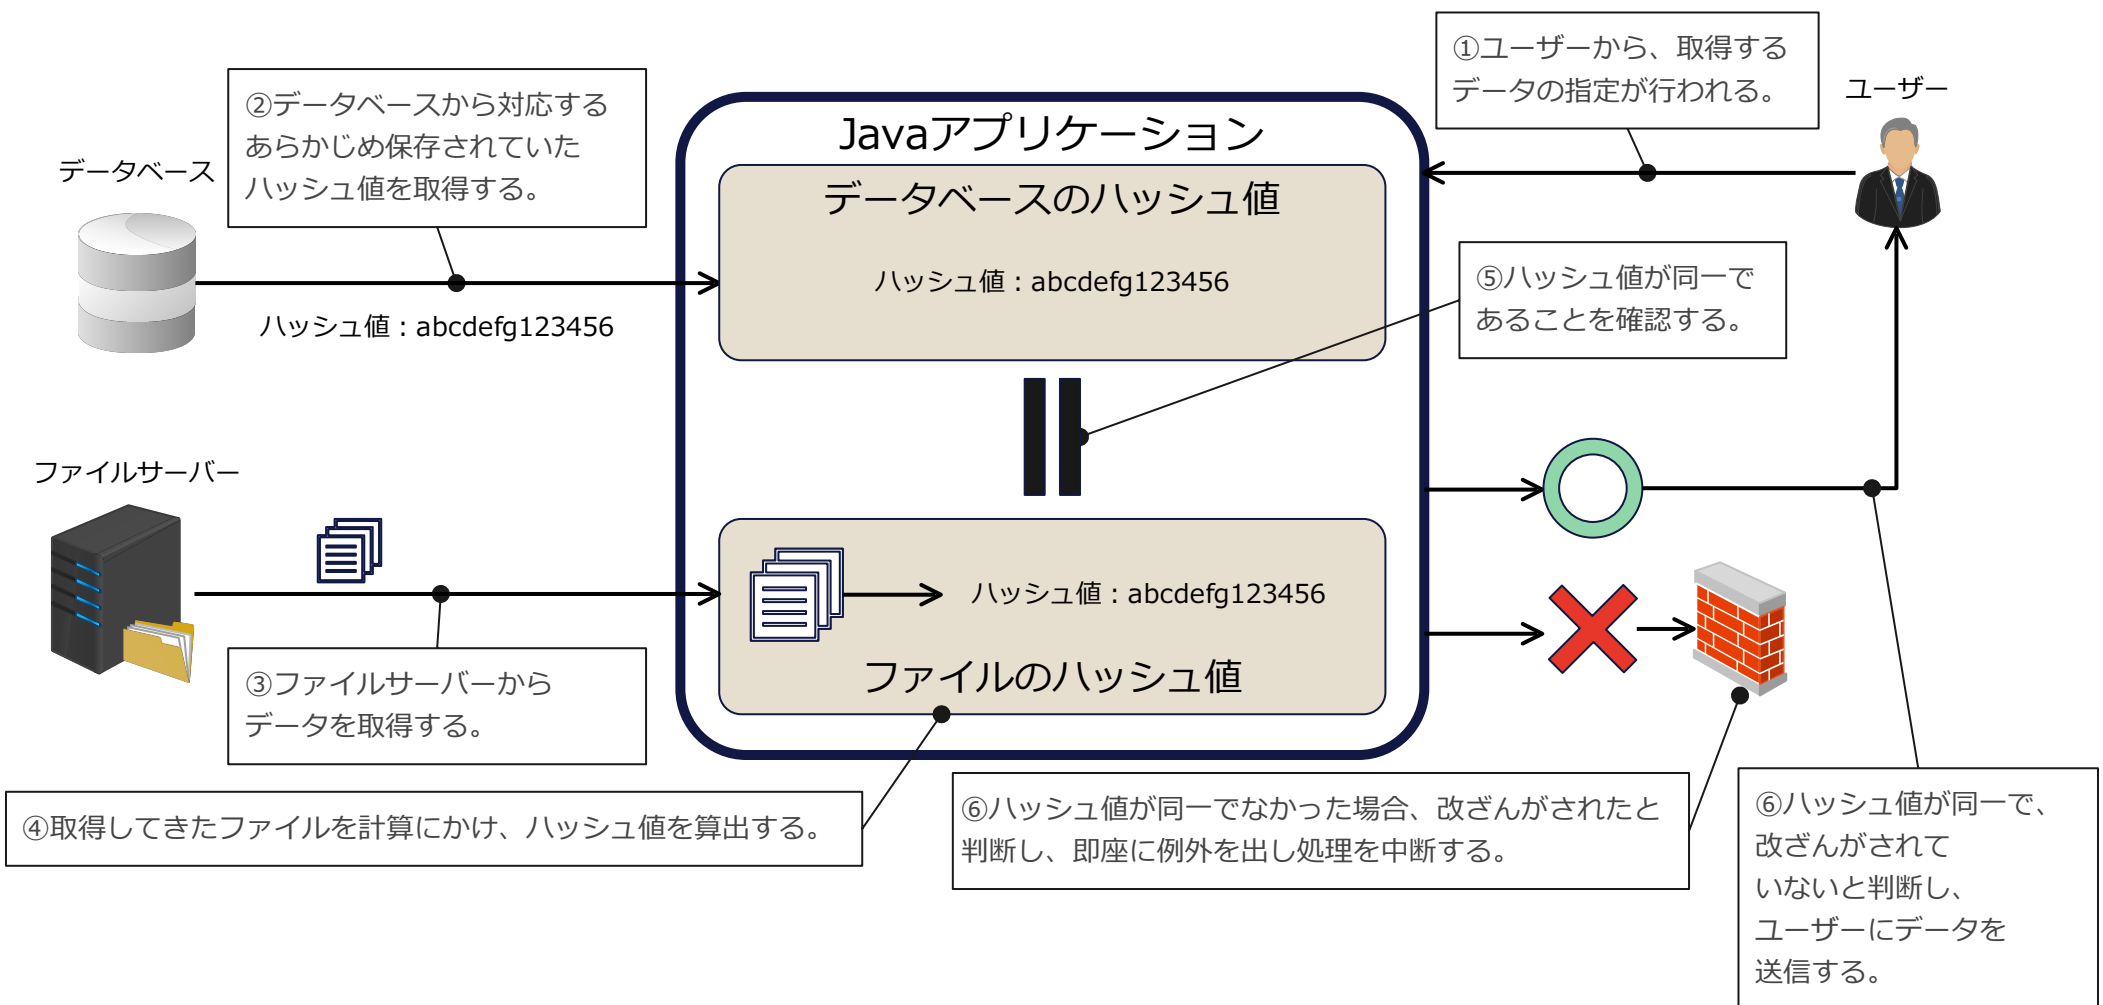 ①ユーザーから、取得する
データの指定が行われる。
ユーザー
②データベースから対応する
あらかじめ保存されていた
ハッシュ値を取得する。
データベース
Javaアプリケーション
データベースのハッシュ値
ハッシュ値：abcdefg123456
ハッシュ値：abcdefg123456
⑤ハッシュ値が同一で
あることを確認する。
ファイルサーバー
ハッシュ値：abcdefg123456
ファイルのハッシュ値
③ファイルサーバーから
データを取得する。
④取得してきたファイルを計算にかけ、ハッシュ値を算出する。
⑥ハッシュ値が同一でなかった場合、改ざんがされたと
判断し、即座に例外を出し処理を中断する。
⑥ハッシュ値が同一で、
改ざんがされて
いないと判断し、
ユーザーにデータを
送信する。